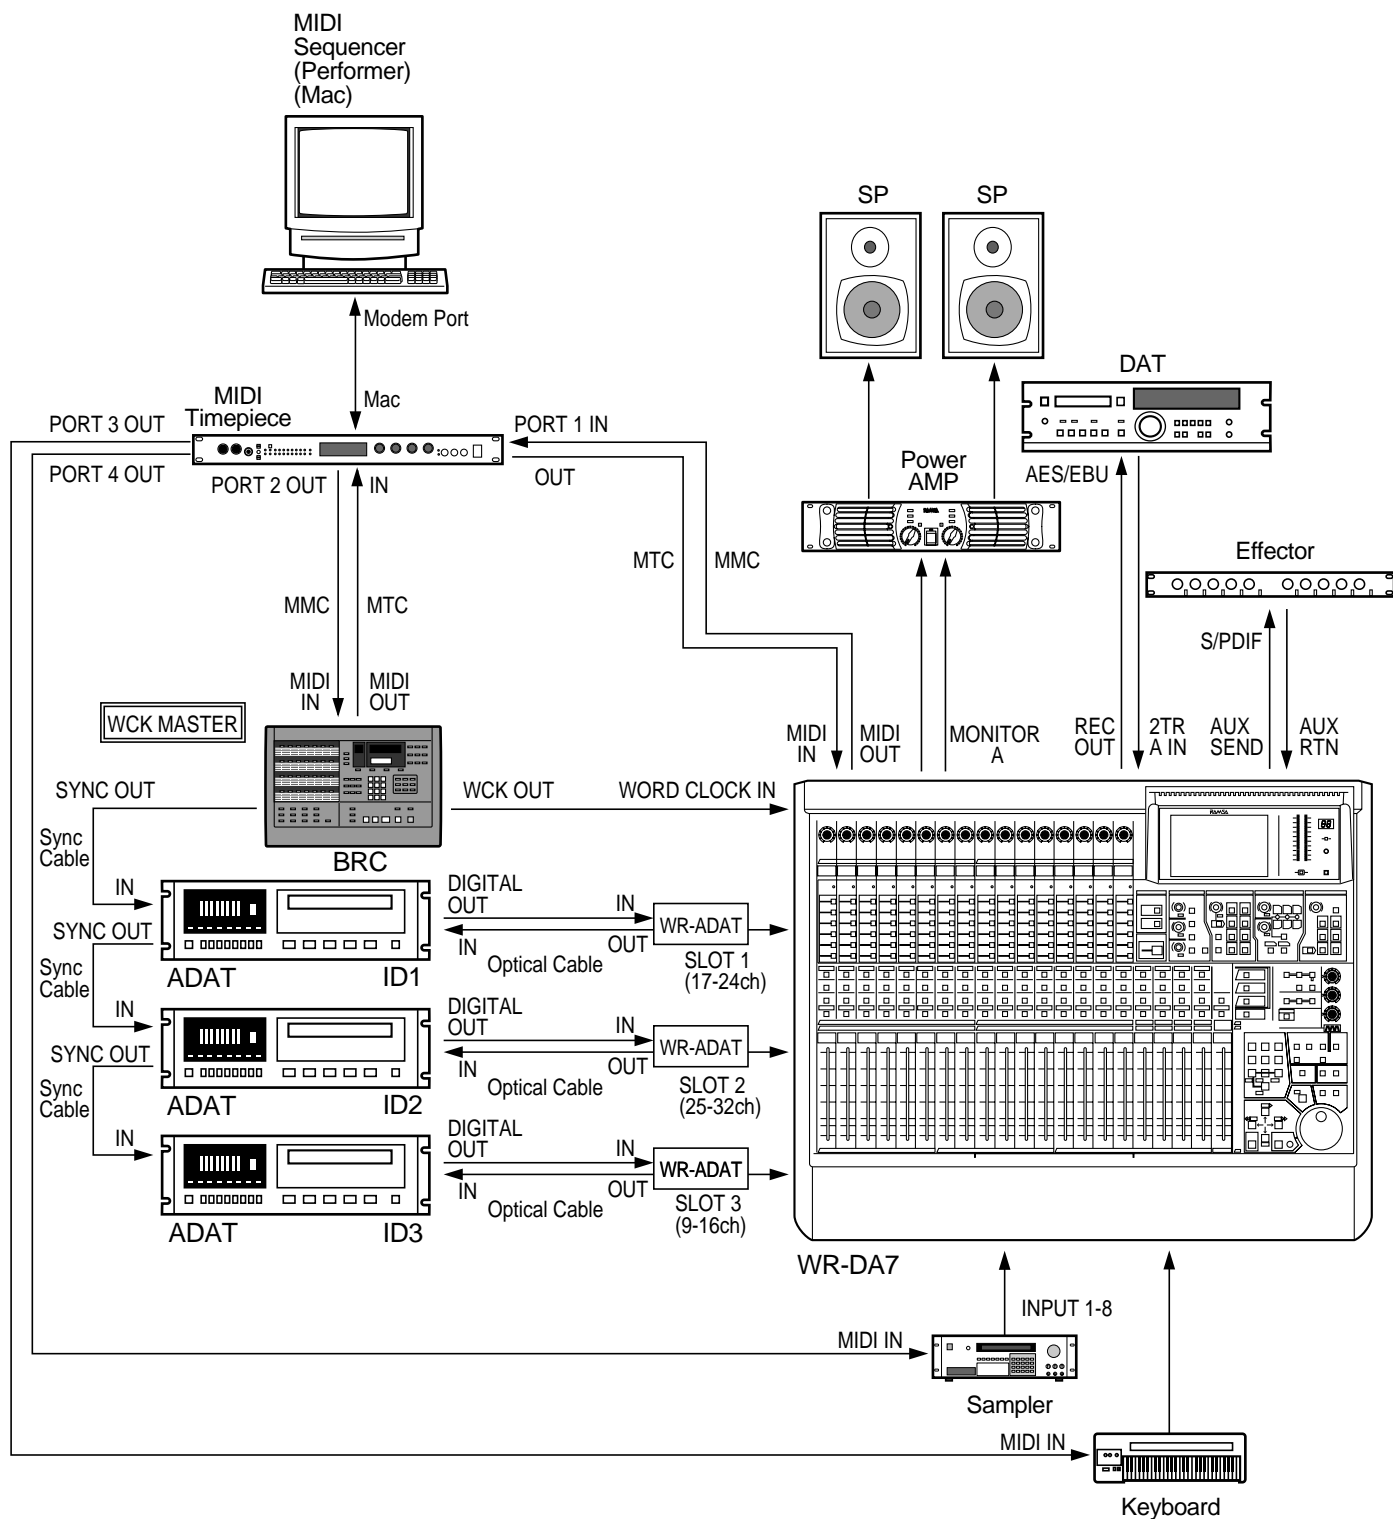 MIDI
Sequencer
(Performer)
(Mac)
Modem Port
Mac
MIDI
Timepiece
PORT 3 OUT
PORT 4 OUT
PORT 2 OUT
IN
PORT 1 IN
OUT
SP
SP
DAT
Power
AMP
AES/EBU
RAMSA
Effector
S/PDIF
MTC
MMC
MMC
MTC
MIDI
IN
MIDI
OUT
WCK MASTER
MIDI
IN
MIDI
OUT
MONITOR
A
REC
OUT
2TR
A IN
AUX
SEND
AUX
RTN
SYNC OUT
WCK OUT
WORD CLOCK IN
RAMSA
Sync
Cable
BRC
IN
DIGITAL
OUT
IN
IN
OUT
WR-ADAT
Optical Cable
SLOT 1
(17-24ch)
SYNC OUT
ADAT
ID1
Sync
Cable
IN
DIGITAL
OUT
IN
IN
OUT
WR-ADAT
Optical Cable
SLOT 2
(25-32ch)
SYNC OUT
ADAT
ID2
Sync
Cable
IN
DIGITAL
OUT
IN
IN
OUT
WR-ADAT
Optical Cable
SLOT 3
(9-16ch)
ADAT
ID3
WR-DA7
INPUT 1-8
MIDI IN
Sampler
MIDI IN
Keyboard